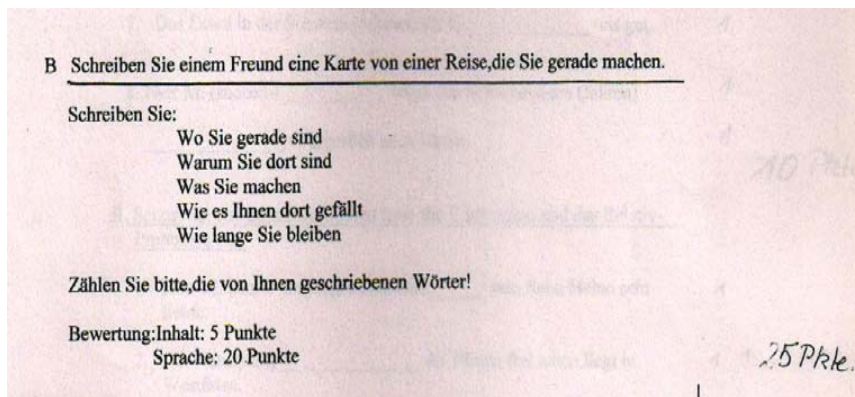 B Schreiben Sie einem Freund eine Karte von einer Reise,die Sie gerade machen.
Schreiben Sie:
Wo Sie gerade sind
Warum Sie dort sind
Was Sie machen
Wie es Ihnen dort gefällt
Wie lange Sie bleiben
Zählen Sie bitte,die von Ihnen geschriebenen Wörter!
Bewertung:Inhalt: 5 Punkte
Sprache: 20 Punkte
25 Pkte.